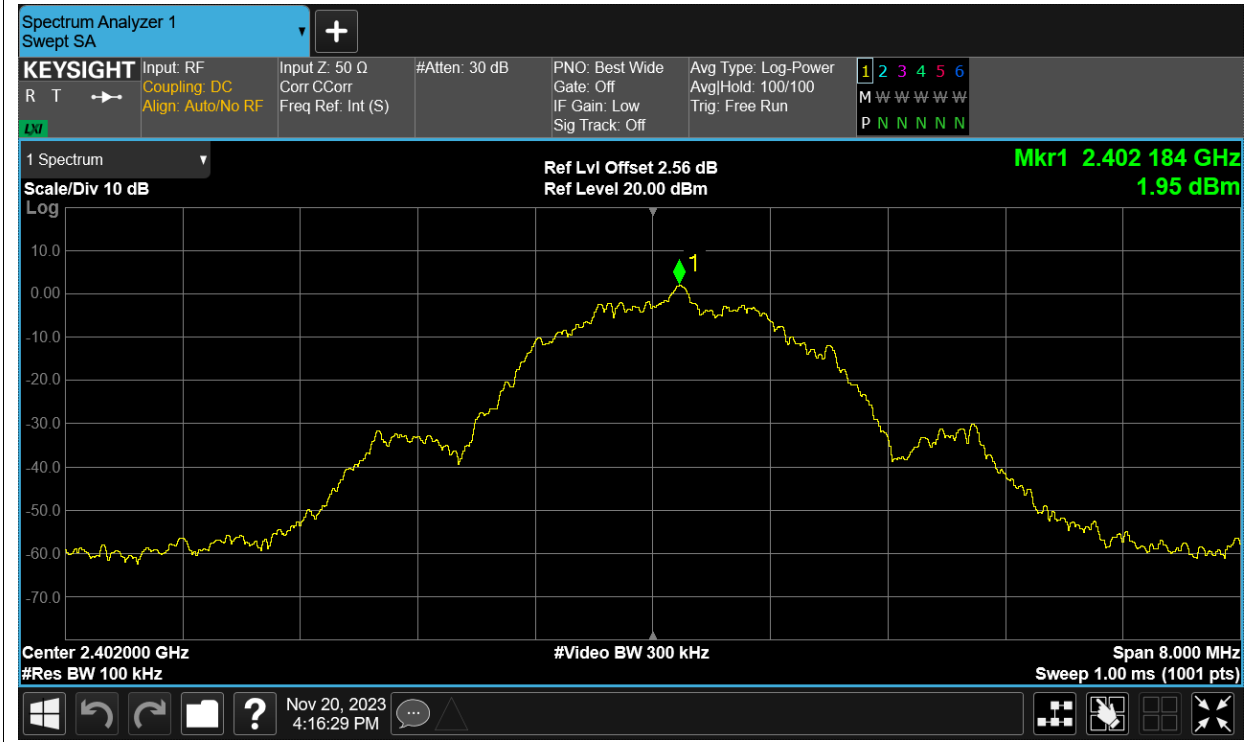 Spectrum Analyzer 1
Swept SA
+
KEYSIGHT
R T
LXI
Input: RF
Coupling: DC
Align: Auto/No RF
Input Z: 50 Ω
Corr CCorr
Freq Ref: Int (S)
#Atten: 30 dB
PNO: Best Wide
Gate: Off
IF Gain: Low
Sig Track: Off
Avg Type: Log-Power
Avg|Hold: 100/100
Trig: Free Run
1 2 3 4 5 6
M W W W W W
P N N N N N
1 Spectrum
Scale/Div 10 dB
Log
Ref Lvl Offset 2.56 dB
Ref Level 20.00 dBm
Mkr1 2.402 184 GHz
1.95 dBm
10.0
0.00
-10.0
-20.0
-30.0
-40.0
-50.0
-60.0
-70.0
1
Center 2.402000 GHz
#Res BW 100 kHz
#Video BW 300 kHz
Span 8.000 MHz
Sweep 1.00 ms (1001 pts)
?
Nov 20, 2023
4:16:29 PM